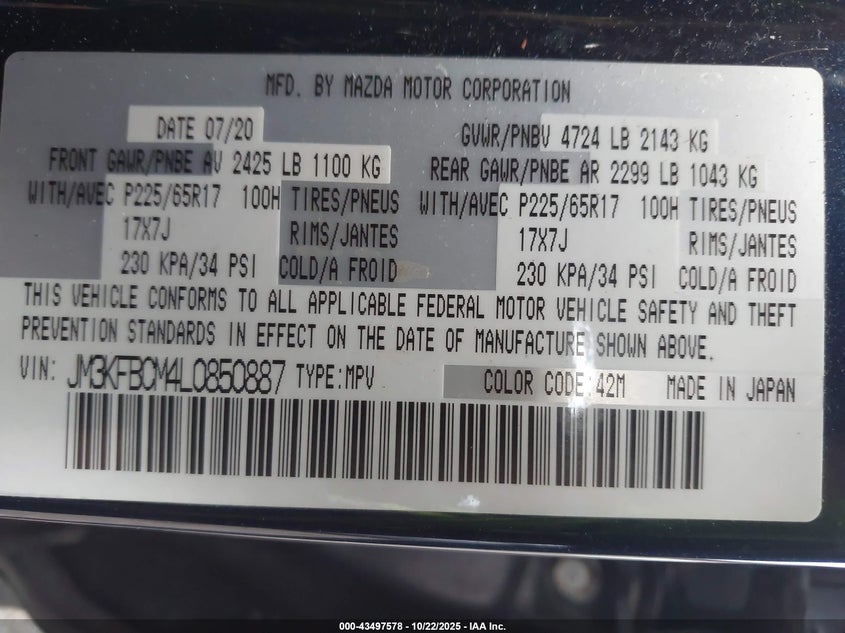 MFD. BY MAZDA MOTOR CORPORATION
DATE 07/20 GVWR/PNBV 4724 LB 2143 KG
FRONT GAWR/PNBE AV 2425 LB 1100 KG REAR GAWR/PNBE AR 2299 LB 1043 KG
WITH/AVEC P225/65R17 100H TIRES/PNEUS WITH/AVEC P225/65R17 100H TIRES/PNEUS
17X7J RIMS/JANTES 17X7J RIMS/JANTES
230 KPA/34 PSI COLD/A FROID 230 KPA/34 PSI COLD/A FROID
THIS VEHICLE CONFORMS TO ALL APPLICABLE FEDERAL MOTOR VEHICLE SAFETY AND THEFT
PREVENTION STANDARDS IN EFFECT ON THE DATE OF MANUFACTURE SHOWN ABOVE.
VIN: JM3KFBCM4L0850887 TYPE:MPV COLOR CODE:42M MADE IN JAPAN
000-43497578 - 10/22/2025 - IAA Inc.